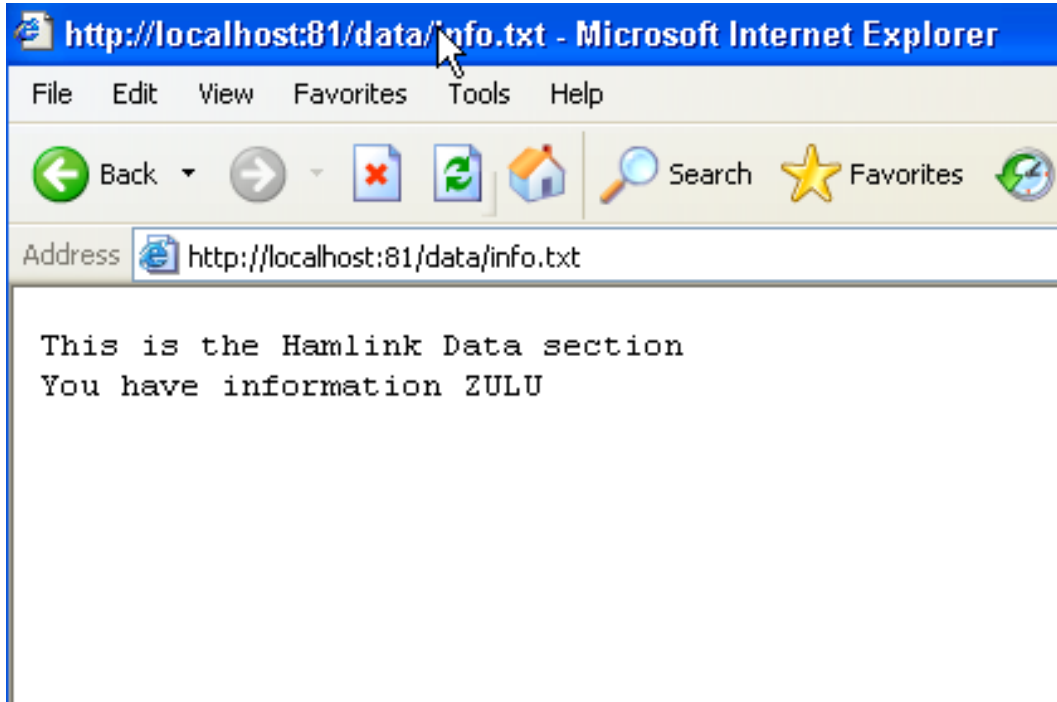 http://localhost:81/data/info.txt - Microsoft Internet Explorer
File Edit View Favorites Tools Help
Back Search Favorites
Address http://localhost:81/data/info.txt
This is the Hamlink Data section
You have information ZULU